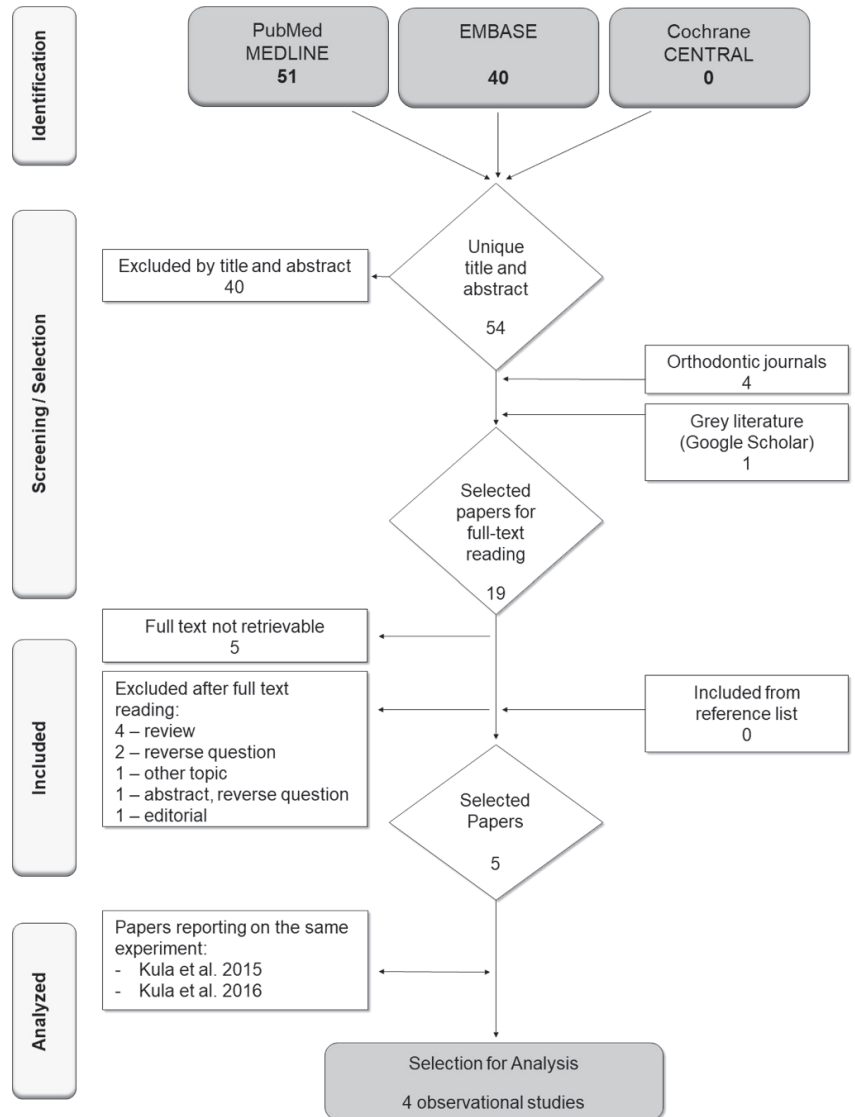 Identification
PubMed
MEDLINE
51
EMBASE
40
Cochrane
CENTRAL
0
Screening / Selection
Unique
title and
abstract
54
Excluded by title and abstract
40
Orthodontic journals
4
Grey literature
(Google Scholar)
1
Selected
papers for
full-text
reading
19
Included
Full text not retrievable
5
Excluded after full text
reading:
4 – review
2 – reverse question
1 – other topic
1 – abstract, reverse question
1 – editorial
Included from
reference list
0
Selected
Papers
5
Analyzed
Papers reporting on the same
experiment:
- Kula et al. 2015
- Kula et al. 2016
Selection for Analysis
4 observational studies